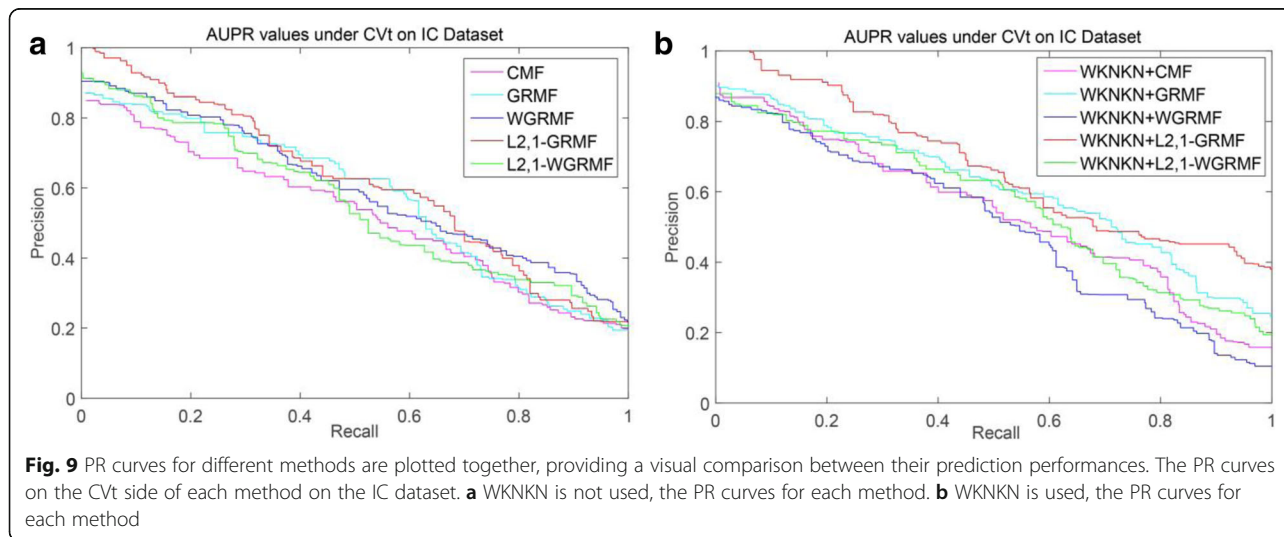 a
AUPR values under CVt on IC Dataset
1
0.8
0.6
0.4
0.2
0
Precision
CMF
GRMF
WGRMF
L2,1-GRMF
L2,1-WGRMF
0 0.2 0.4 0.6 0.8 1
Recall
b
AUPR values under CVt on IC Dataset
1
0.8
0.6
0.4
0.2
0
Precision
WKNKN+CMF
WKNKN+GRMF
WKNKN+WGRMF
WKNKN+L2,1-GRMF
WKNKN+L2,1-WGRMF
0 0.2 0.4 0.6 0.8 1
Recall
Fig. 9 PR curves for different methods are plotted together, providing a visual comparison between their prediction performances. The PR curves
on the CVt side of each method on the IC dataset. a WKNKN is not used, the PR curves for each method. b WKNKN is used, the PR curves for
each method